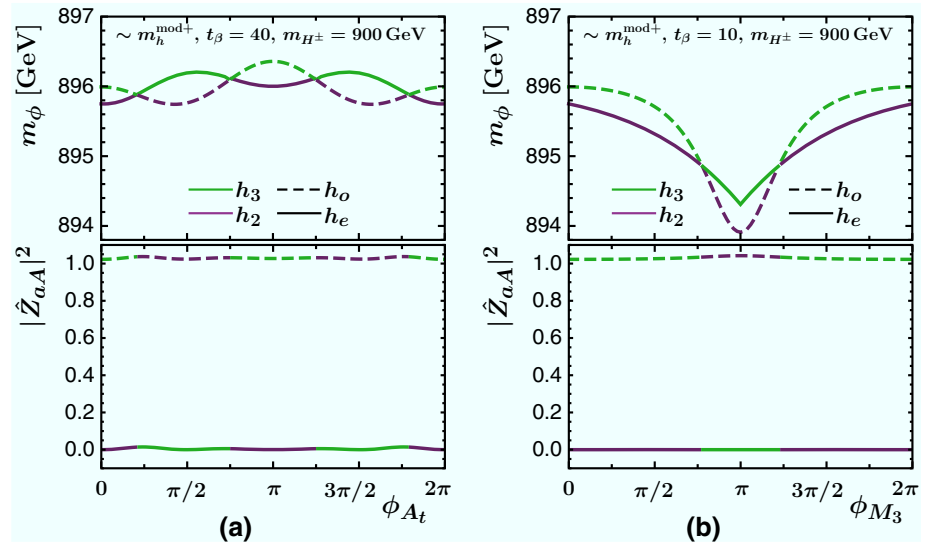 ∼ m_h^{mod+}, t_β = 40, m_{H^±} = 900 GeV
m_ϕ [GeV]
897
896
895
894
h_3
h_2
h_o
h_e
|Ẑ_{aA}|^2
1.0
0.8
0.6
0.4
0.2
0.0
0
π/2
π
3π/2
2π
ϕ_{A_t}
(a)
∼ m_h^{mod+}, t_β = 10, m_{H^±} = 900 GeV
m_ϕ [GeV]
897
896
895
894
h_3
h_2
h_o
h_e
|Ẑ_{aA}|^2
1.0
0.8
0.6
0.4
0.2
0.0
0
π/2
π
3π/2
2π
ϕ_{M_3}
(b)